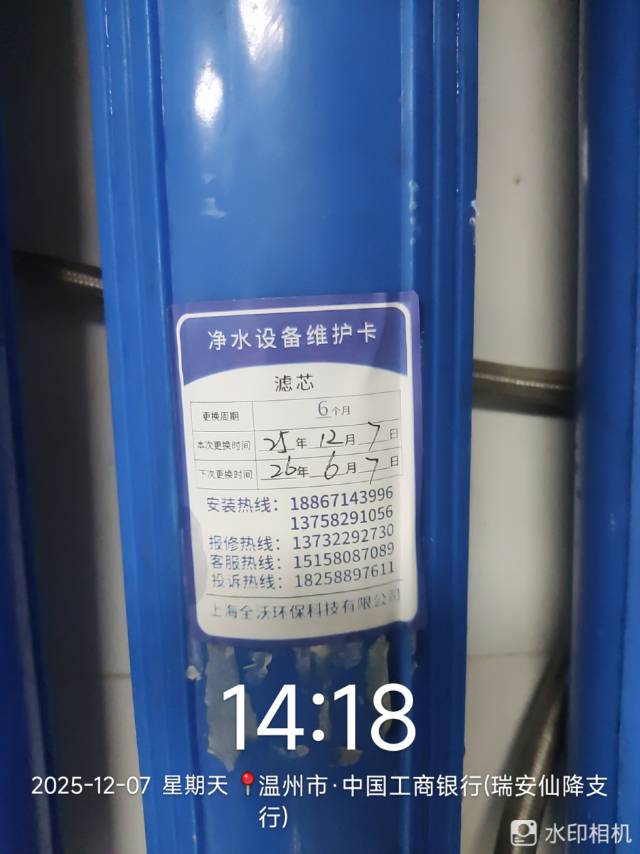 净水设备维护卡
滤芯
更换周期 6个月
本次更换时间 25年12月7日
下次更换时间 26年6月7日
安装热线：18867143996
13758291056
报修热线：13732292730
客服热线：15158087089
投诉热线：18258897611
上海全沃环保科技有限公司
14:18
2025-12-07 星期天 温州市·中国工商银行(瑞安仙降支
行)
水印相机